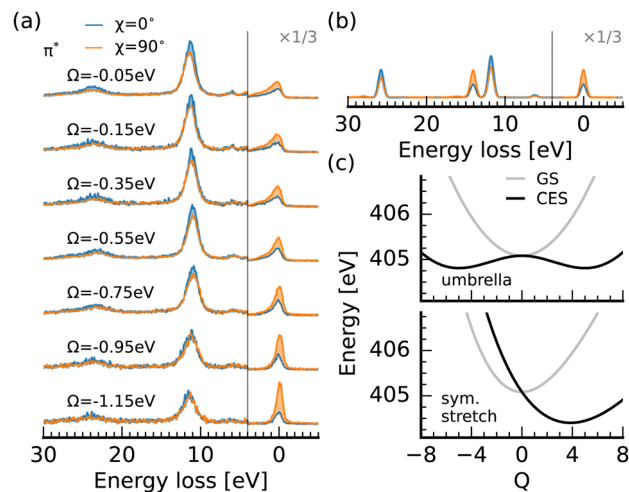 (a)
χ=0°
χ=90°
π*
×1/3
Ω=-0.05eV
Ω=-0.15eV
Ω=-0.35eV
Ω=-0.55eV
Ω=-0.75eV
Ω=-0.95eV
Ω=-1.15eV
30 20 10 0
Energy loss [eV]
(b)
×1/3
30 20 10 0
Energy loss [eV]
(c)
GS
CES
406
405
umbrella
Energy [eV]
406
405
sym.
stretch
−8 −4 0 4 8
Q